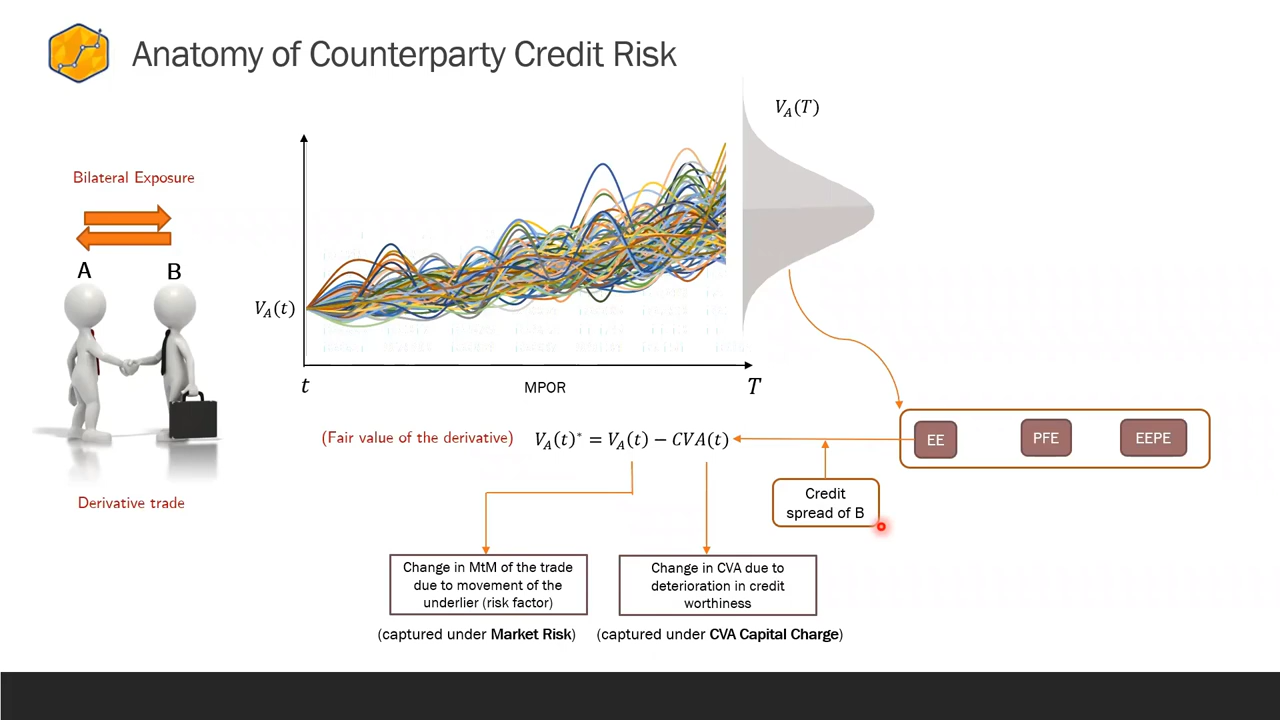 Anatomy of Counterparty Credit Risk
V_A(T)
Bilateral Exposure
A
B
V_A(t)
t
MPOR
T
(Fair value of the derivative)
V_A(t)* = V_A(t) − CVA(t)
EE
PFE
EEPE
Credit
spread of B
Derivative trade
Change in MtM of the trade
due to movement of the
underlier (risk factor)
Change in CVA due to
deterioration in credit
worthiness
(captured under Market Risk)
(captured under CVA Capital Charge)